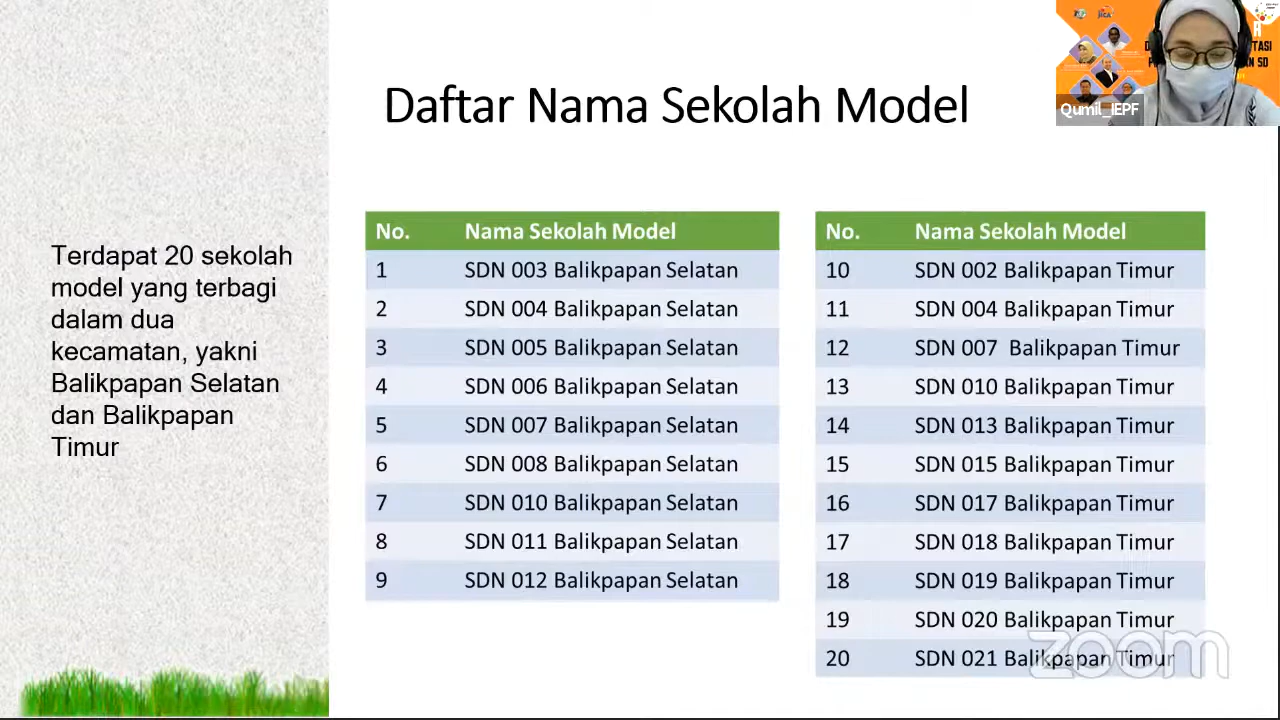 Daftar Nama Sekolah Model
Terdapat 20 sekolah
model yang terbagi
dalam dua
kecamatan, yakni
Balikpapan Selatan
dan Balikpapan
Timur
No. Nama Sekolah Model
1 SDN 003 Balikpapan Selatan
2 SDN 004 Balikpapan Selatan
3 SDN 005 Balikpapan Selatan
4 SDN 006 Balikpapan Selatan
5 SDN 007 Balikpapan Selatan
6 SDN 008 Balikpapan Selatan
7 SDN 010 Balikpapan Selatan
8 SDN 011 Balikpapan Selatan
9 SDN 012 Balikpapan Selatan
No. Nama Sekolah Model
10 SDN 002 Balikpapan Timur
11 SDN 004 Balikpapan Timur
12 SDN 007 Balikpapan Timur
13 SDN 010 Balikpapan Timur
14 SDN 013 Balikpapan Timur
15 SDN 015 Balikpapan Timur
16 SDN 017 Balikpapan Timur
17 SDN 018 Balikpapan Timur
18 SDN 019 Balikpapan Timur
19 SDN 020 Balikpapan Timur
20 SDN 021 Balikpapan Timur
zoom
JICA
Qumil_IEPF